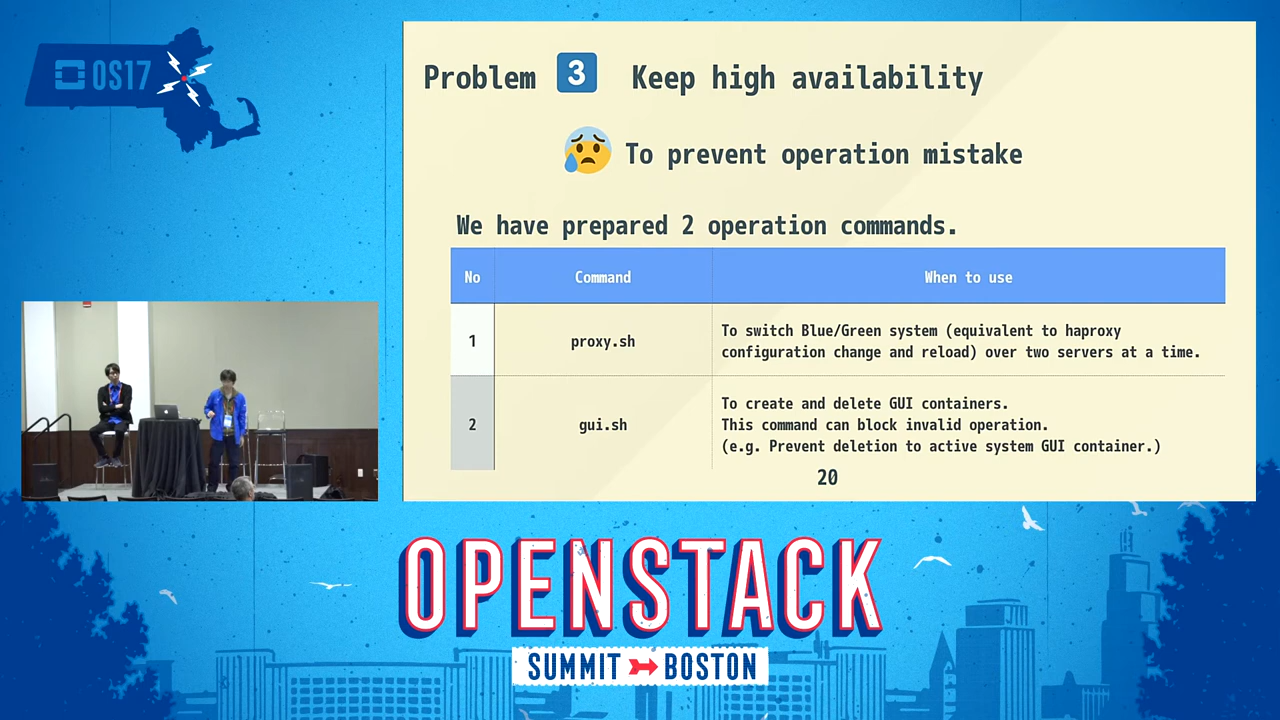 OS17
Problem 3 Keep high availability
To prevent operation mistake
We have prepared 2 operation commands.
No Command When to use
1 proxy.sh To switch Blue/Green system (equivalent to haproxy
configuration change and reload) over two servers at a time.
2 gui.sh To create and delete GUI containers.
This command can block invalid operation.
(e.g. Prevent deletion to active system GUI container.)
20
OPENSTACK
SUMMIT BOSTON